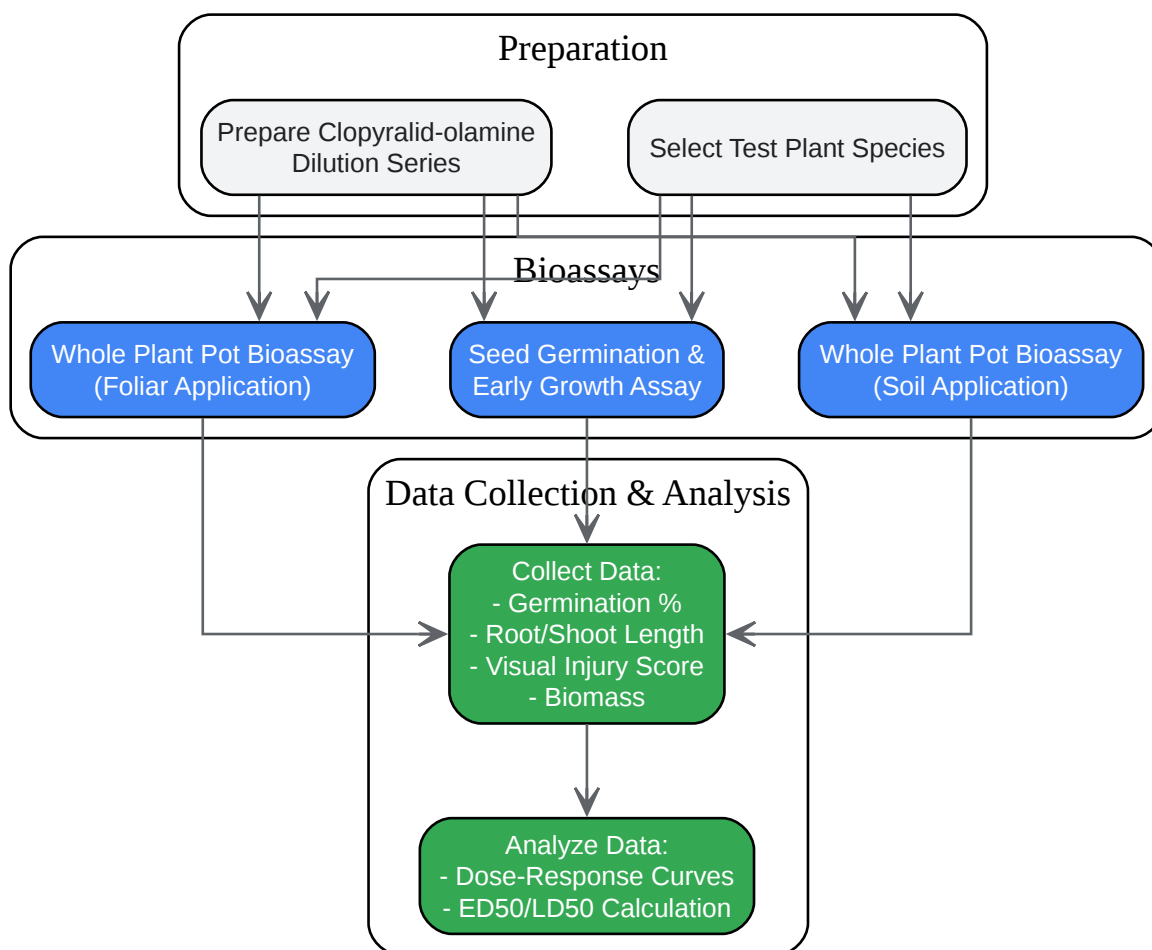 Preparation
Prepare Clopyralid-olamine
Dilution Series
Select Test Plant Species
Bioassays
Whole Plant Pot Bioassay
(Foliar Application)
Seed Germination &
Early Growth Assay
Whole Plant Pot Bioassay
(Soil Application)
Data Collection & Analysis
Collect Data:
- Germination %
- Root/Shoot Length
- Visual Injury Score
- Biomass
Analyze Data:
- Dose-Response Curves
- ED50/LD50 Calculation